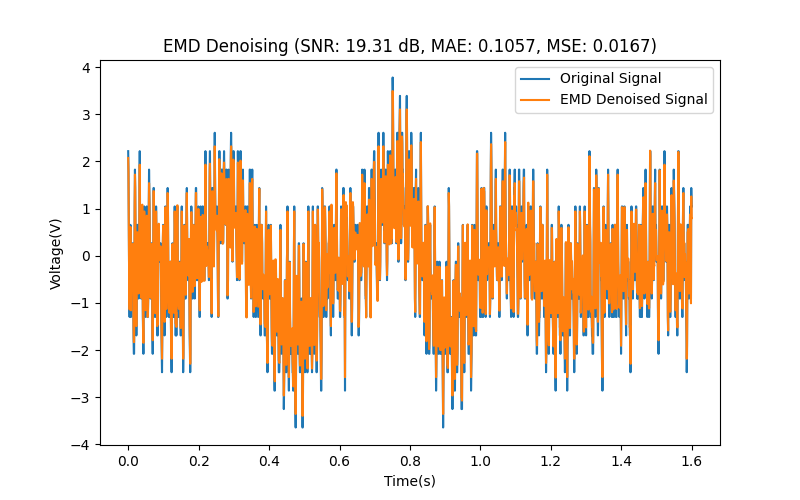 EMD Denoising (SNR: 19.31 dB, MAE: 0.1057, MSE: 0.0167)
Original Signal
EMD Denoised Signal
4
3
2
1
0
−1
−2
−3
−4
Voltage(V)
0.0 0.2 0.4 0.6 0.8 1.0 1.2 1.4 1.6
Time(s)